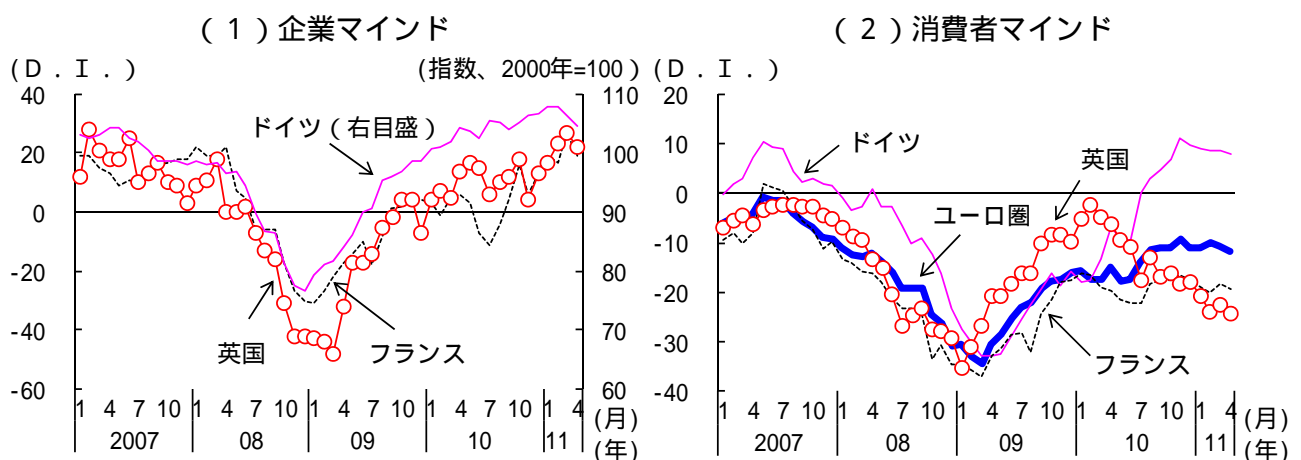 （１）企業マインド
(Ｄ．Ｉ．)
(指数、2000年=100)
40
20
0
-20
-40
-60
110
100
90
80
70
60
ドイツ（右目盛）
英国
フランス
1 4 7 10 1 4 7 10 1 4 7 10 1 4 7 10 1 4 (月)
2007 08 09 10 11 (年)
（２）消費者マインド
(Ｄ．Ｉ．)
20
10
0
-10
-20
-30
-40
ドイツ
英国
ユーロ圏
フランス
1 4 7 10 1 4 7 10 1 4 7 10 1 4 7 10 1 4 (月)
2007 08 09 10 11 (年)